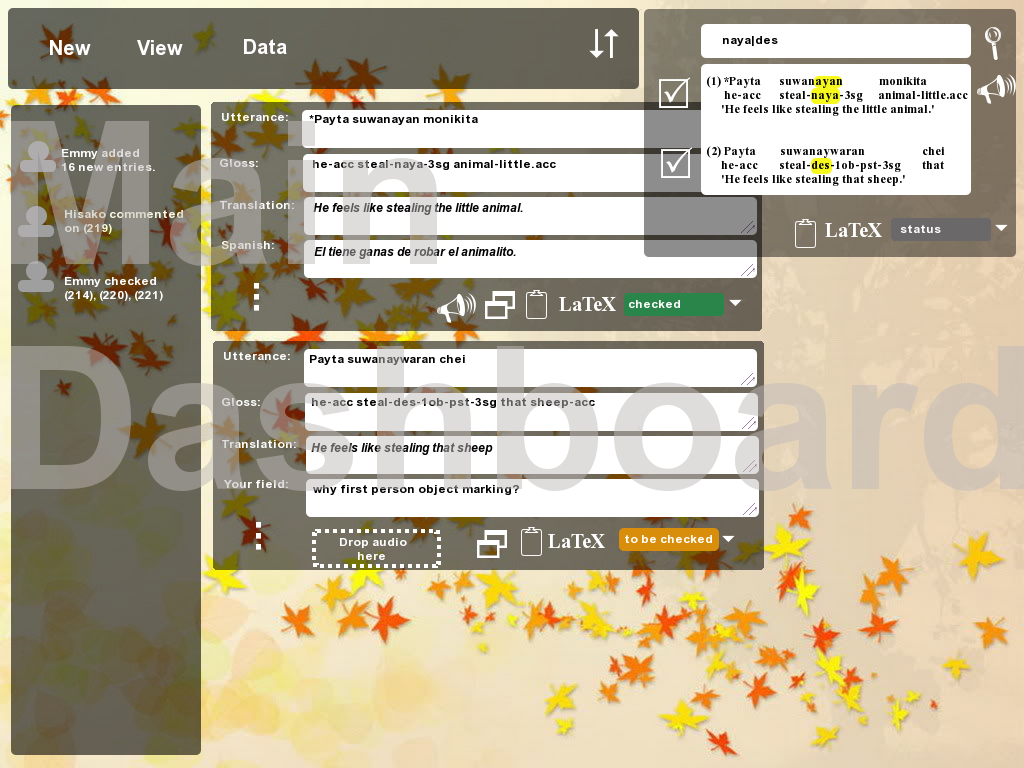 New View Data
naya|des
(1) *Payta suwanayan monikita
he-acc steal-naya-3sg animal-little.acc
'He feels like stealing the little animal.'
(2) Payta suwanaywaran chei
he-acc steal-des-1ob-pst-3sg that
'He feels like stealing that sheep.'
LaTeX status
Main
Dashboard
Emmy added
16 new entries.
Hisako commented
on (219)
Emmy checked
(214), (220), (221)
Utterance: *Payta suwanayan monikita
Gloss: he-acc steal-naya-3sg animal-little.acc
Translation: He feels like stealing the little animal.
Spanish: El tiene ganas de robar el animalito.
LaTeX checked
Utterance: Payta suwanaywaran chei
Gloss: he-acc steal-des-1ob-pst-3sg that sheep-acc
Translation: He feels like stealing that sheep
Your field: why first person object marking?
Drop audio
here
LaTeX to be checked